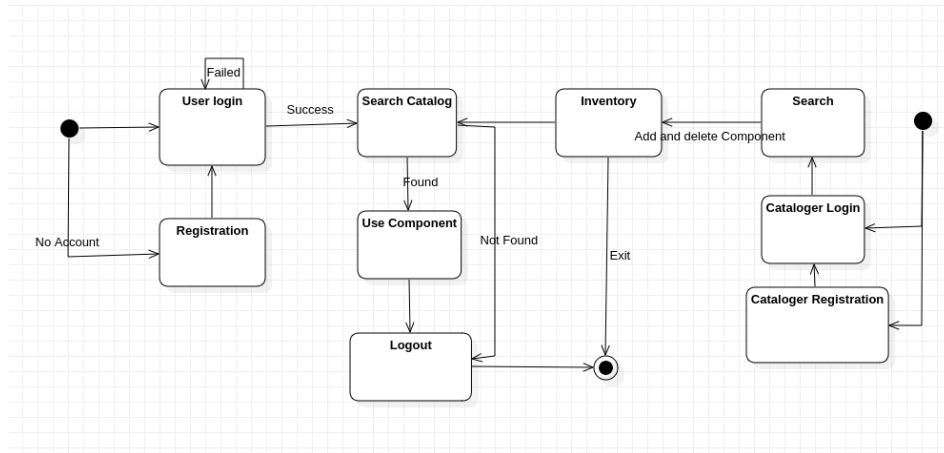 Failed
User login
Success
Search Catalog
Inventory
Search
Add and delete Component
Found
Use Component
Cataloger Login
Registration
No Account
Not Found
Exit
Cataloger Registration
Logout